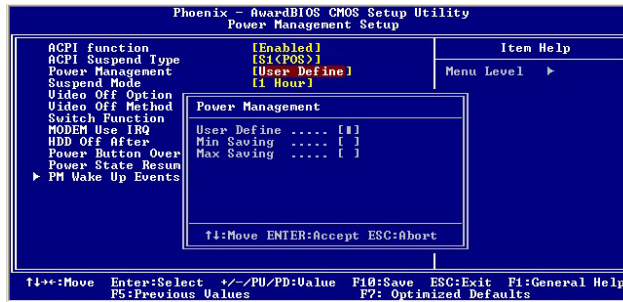 Phoenix - AwardBIOS CMOS Setup Utility
Power Management Setup
ACPI function [Enabled]
ACPI Suspend Type [S1(POS)]
Power Management [User Define]
Suspend Mode [1 Hour]
Video Off Option
Video Off Method
Switch Function
MODEM Use IRQ
HDD Off After
Power Button Over
Power State Resum
► PM Wake Up Events
Item Help
Menu Level ►
Power Management
User Define ..... [■]
Min Saving ..... [ ]
Max Saving ..... [ ]
↑↓:Move ENTER:Accept ESC:Abort
↑↓→←:Move Enter:Select +/-/PU/PD:Value F10:Save ESC:Exit F1:General Help
F5:Previous Values F7: Optimized Defaults